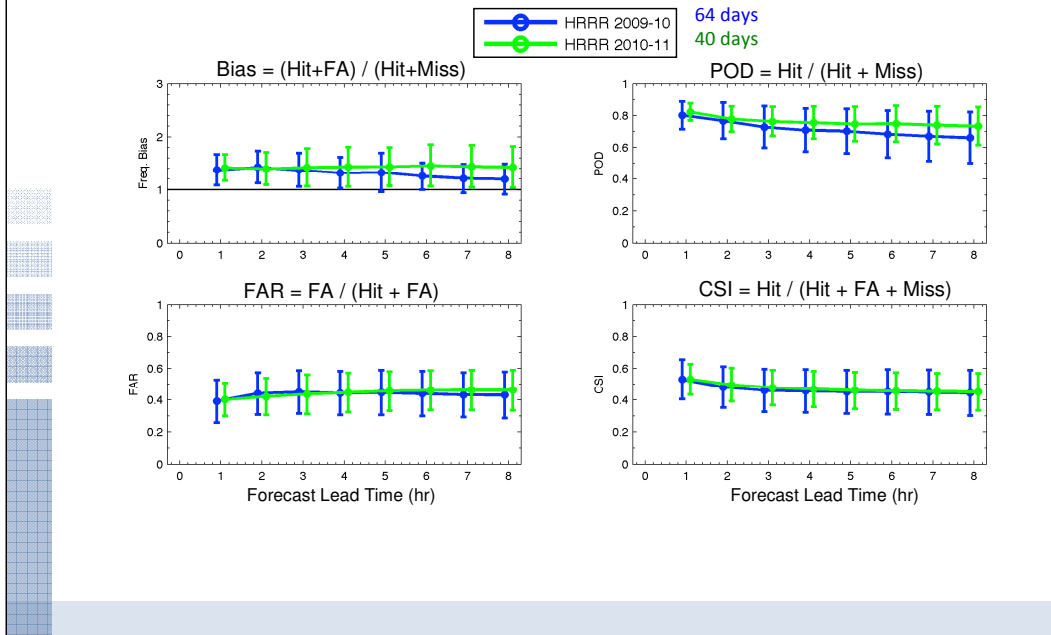 HRRR 2009-10
64 days
HRRR 2010-11
40 days
Bias = (Hit+FA) / (Hit+Miss)
Freq. Bias
3
2
1
0
0 1 2 3 4 5 6 7 8
POD = Hit / (Hit + Miss)
POD
1
0.8
0.6
0.4
0.2
0
0 1 2 3 4 5 6 7 8
FAR = FA / (Hit + FA)
FAR
1
0.8
0.6
0.4
0.2
0
0 1 2 3 4 5 6 7 8
Forecast Lead Time (hr)
CSI = Hit / (Hit + FA + Miss)
CSI
1
0.8
0.6
0.4
0.2
0
0 1 2 3 4 5 6 7 8
Forecast Lead Time (hr)